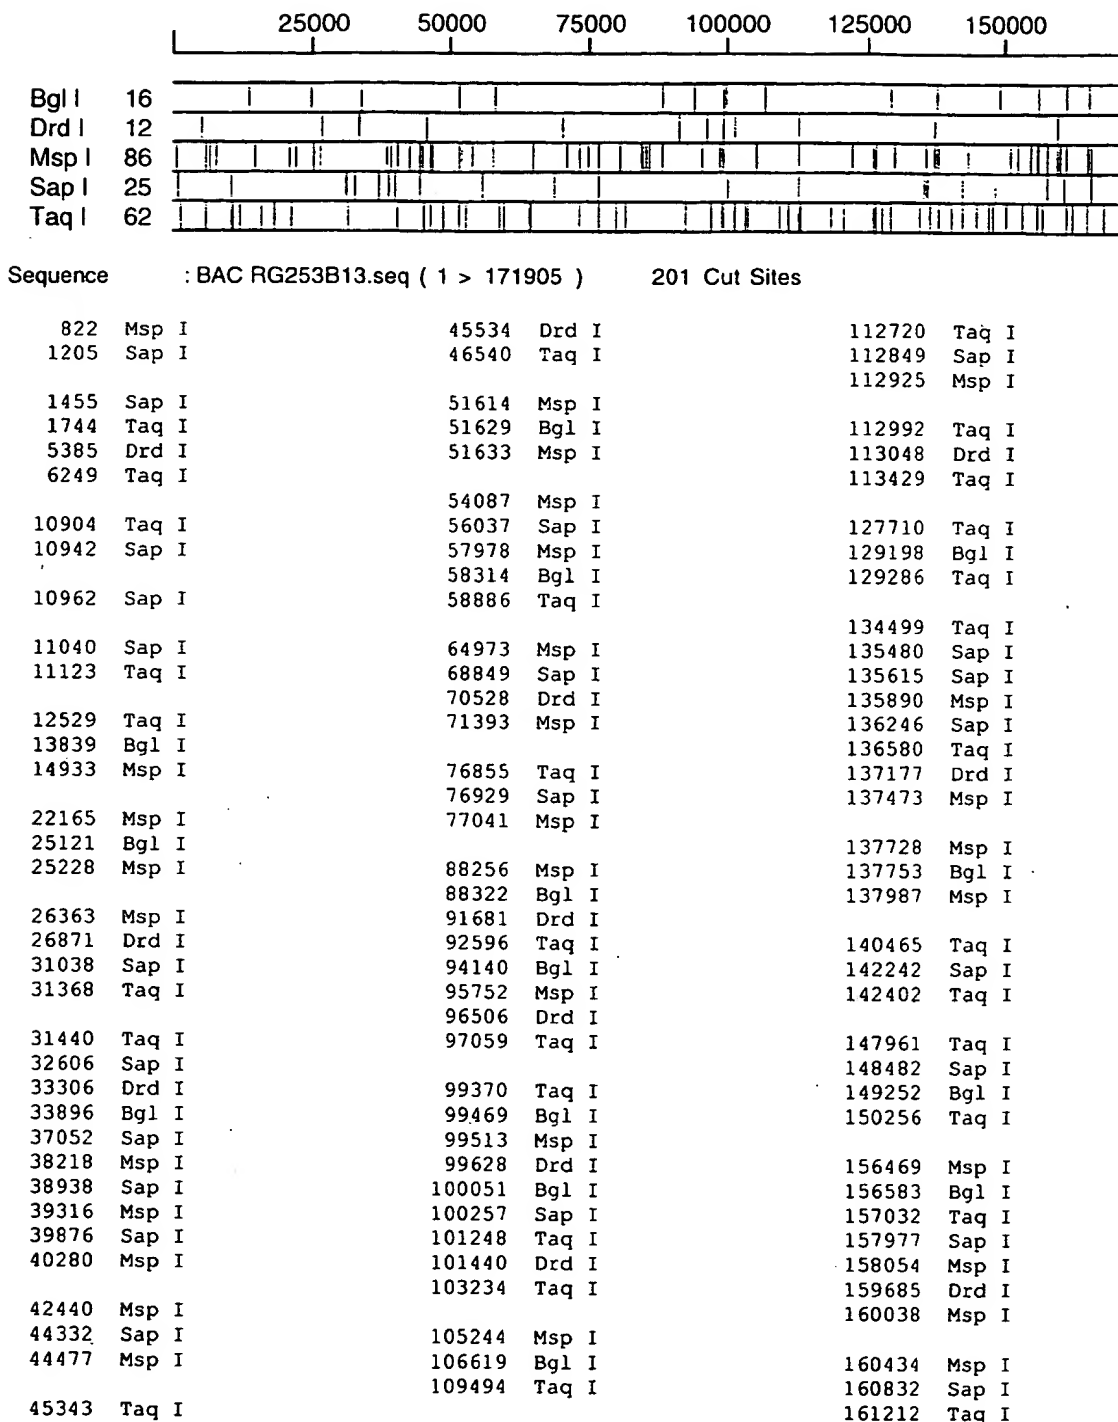 25000 50000 75000 100000 125000 150000
Bgl I 16
Drd I 12
Msp I 86
Sap I 25
Taq I 62
Sequence : BAC RG253B13.seq ( 1 > 171905 ) 201 Cut Sites
822 Msp I
1205 Sap I
1455 Sap I
1744 Taq I
5385 Drd I
6249 Taq I
10904 Taq I
10942 Sap I
10962 Sap I
11040 Sap I
11123 Taq I
12529 Taq I
13839 Bgl I
14933 Msp I
22165 Msp I
25121 Bgl I
25228 Msp I
26363 Msp I
26871 Drd I
31038 Sap I
31368 Taq I
31440 Taq I
32606 Sap I
33306 Drd I
33896 Bgl I
37052 Sap I
38218 Msp I
38938 Sap I
39316 Msp I
39876 Sap I
40280 Msp I
42440 Msp I
44332 Sap I
44477 Msp I
45343 Taq I
45534 Drd I
46540 Taq I
51614 Msp I
51629 Bgl I
51633 Msp I
54087 Msp I
56037 Sap I
57978 Msp I
58314 Bgl I
58886 Taq I
64973 Msp I
68849 Sap I
70528 Drd I
71393 Msp I
76855 Taq I
76929 Sap I
77041 Msp I
88256 Msp I
88322 Bgl I
91681 Drd I
92596 Taq I
94140 Bgl I
95752 Msp I
96506 Drd I
97059 Taq I
99370 Taq I
99469 Bgl I
99513 Msp I
99628 Drd I
100051 Bgl I
100257 Sap I
101248 Taq I
101440 Drd I
103234 Taq I
105244 Msp I
106619 Bgl I
109494 Taq I
112720 Taq I
112849 Sap I
112925 Msp I
112992 Taq I
113048 Drd I
113429 Taq I
127710 Taq I
129198 Bgl I
129286 Taq I
134499 Taq I
135480 Sap I
135615 Sap I
135890 Msp I
136246 Sap I
136580 Taq I
137177 Drd I
137473 Msp I
137728 Msp I
137753 Bgl I
137987 Msp I
140465 Taq I
142242 Sap I
142402 Taq I
147961 Taq I
148482 Sap I
149252 Bgl I
150256 Taq I
156469 Msp I
156583 Bgl I
157032 Taq I
157977 Sap I
158054 Msp I
159685 Drd I
160038 Msp I
160434 Msp I
160832 Sap I
161212 Taq I